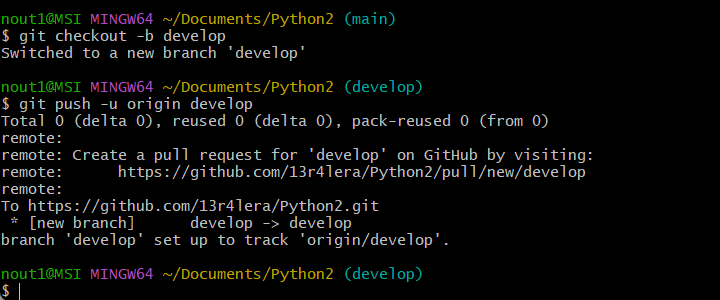 nout1@MSI MINGW64 ~/Documents/Python2 (main)
$ git checkout -b develop
Switched to a new branch 'develop'
nout1@MSI MINGW64 ~/Documents/Python2 (develop)
$ git push -u origin develop
Total 0 (delta 0), reused 0 (delta 0), pack-reused 0 (from 0)
remote:
remote: Create a pull request for 'develop' on GitHub by visiting:
remote:      https://github.com/13r4lera/Python2/pull/new/develop
remote:
To https://github.com/13r4lera/Python2.git
 * [new branch]      develop -> develop
branch 'develop' set up to track 'origin/develop'.
nout1@MSI MINGW64 ~/Documents/Python2 (develop)
$